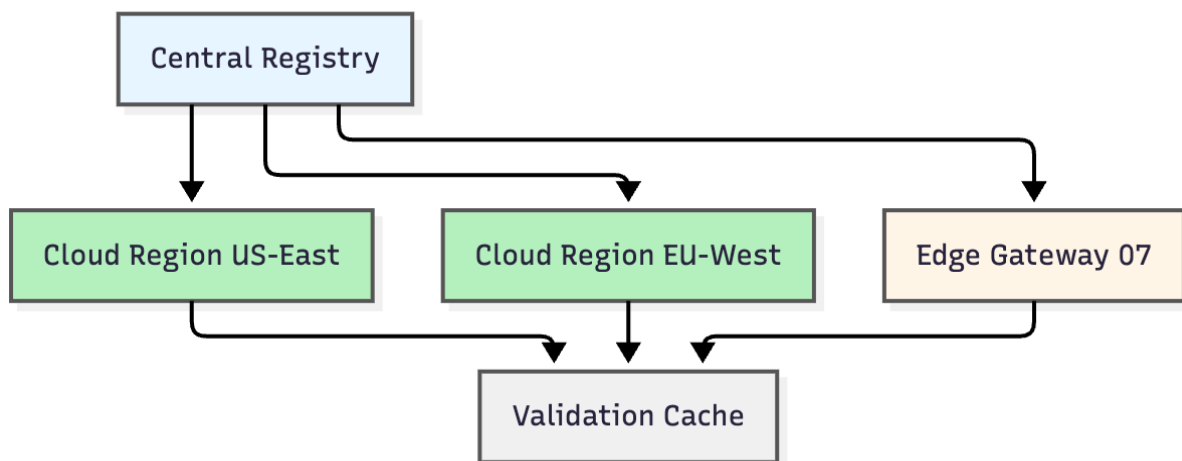 Central Registry
Cloud Region US-East
Cloud Region EU-West
Edge Gateway 07
Validation Cache